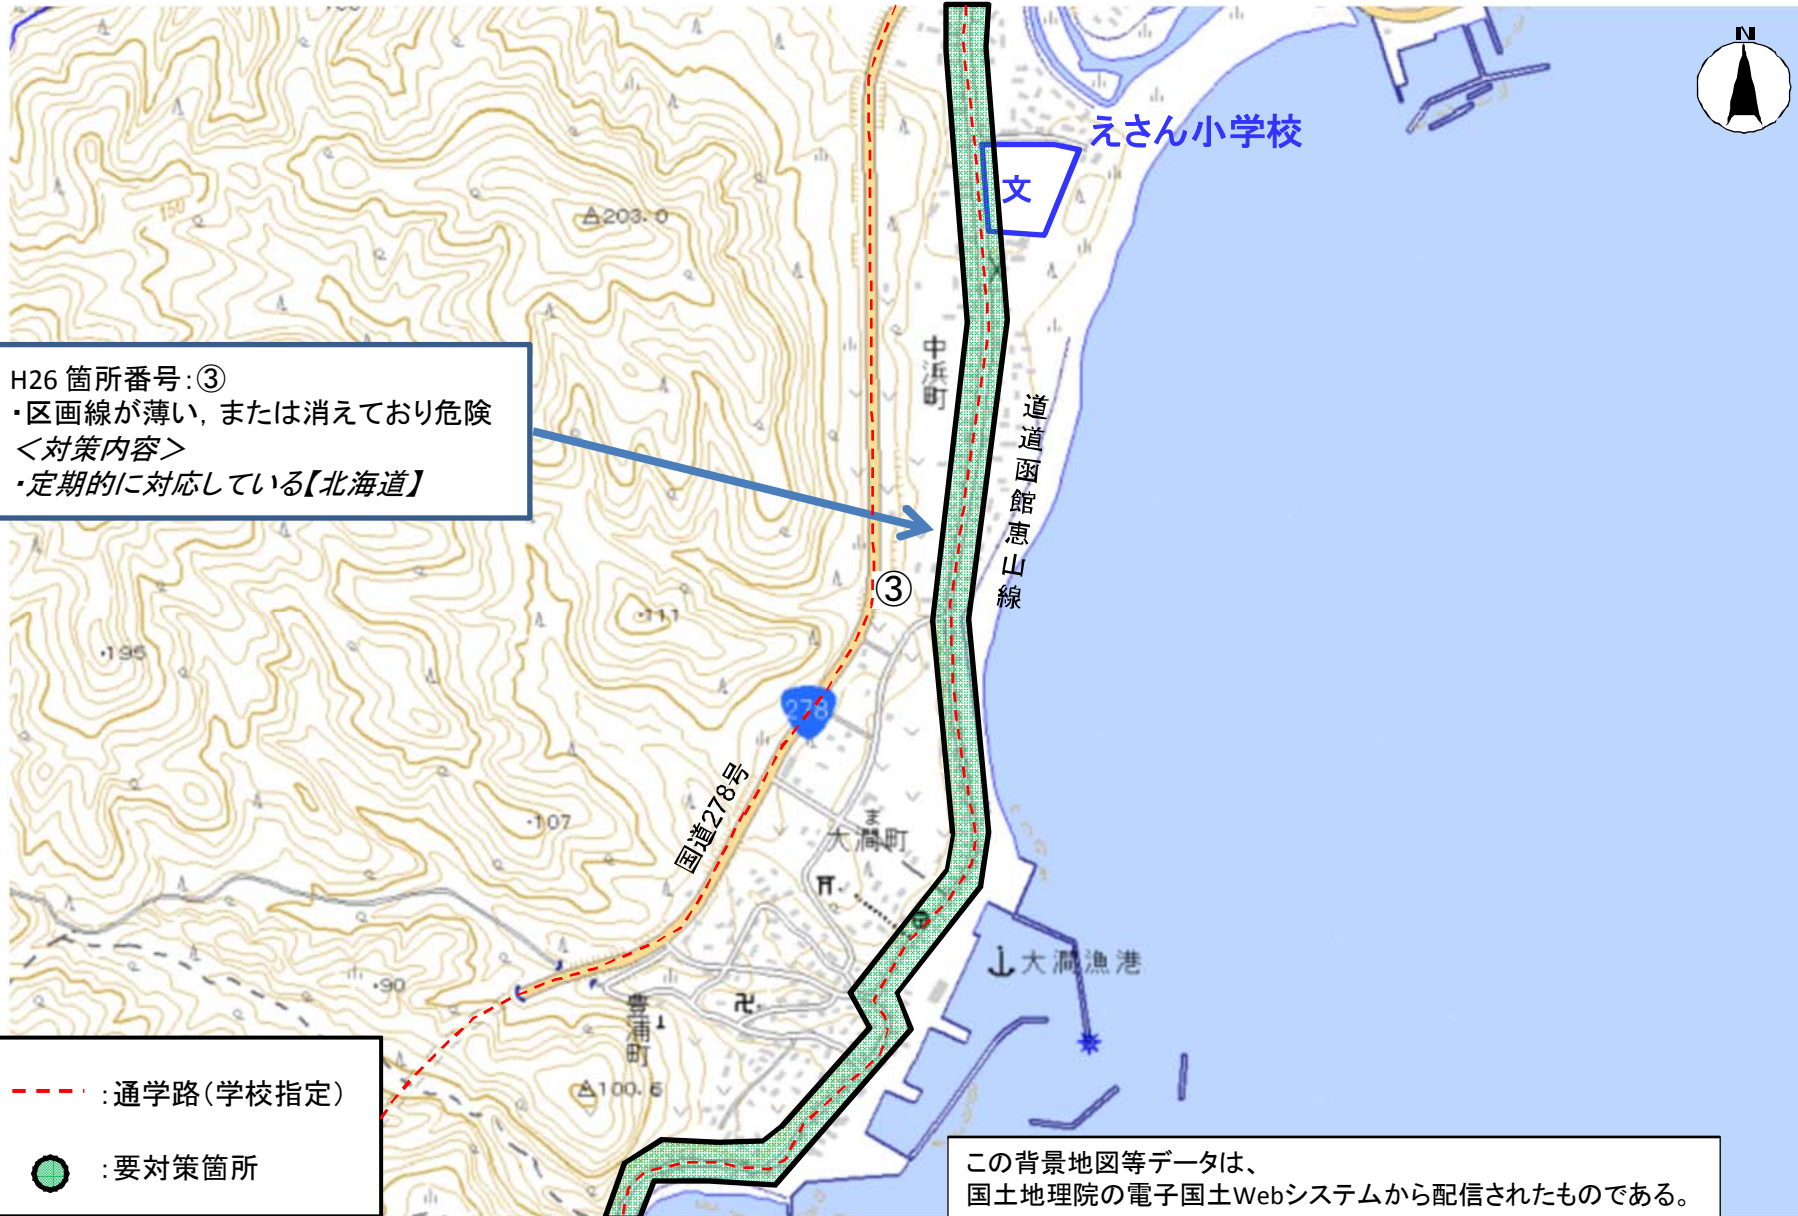 N
えさん小学校
文
150
203.0
H26 箇所番号:③
・区画線が薄い，または消えており危険
＜対策内容＞
・定期的に対応している【北海道】
中浜町
道道函館恵山線
③
111
195
278
国道278号
107
ま
大澗町
大澗漁港
90
豊浦町
100.6
:通学路(学校指定)
:要対策箇所
この背景地図等データは、
国土地理院の電子国土Webシステムから配信されたものである。